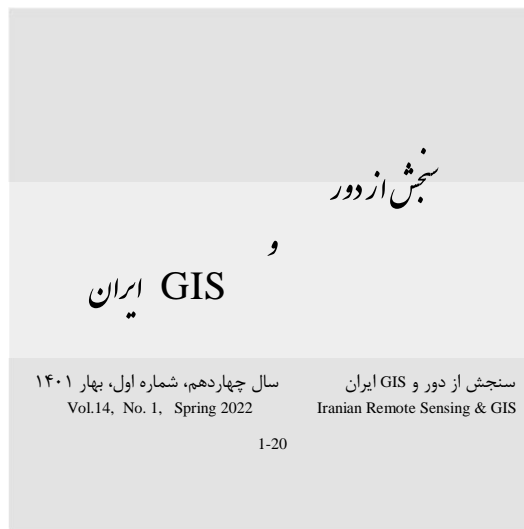 سنجش از دور
و
GIS ایران
سنجش از دور و GIS ایران
سال چهاردهم، شماره اول، بهار ۱۴۰۱
Iranian Remote Sensing & GIS
Vol.14, No. 1, Spring 2022
1-20